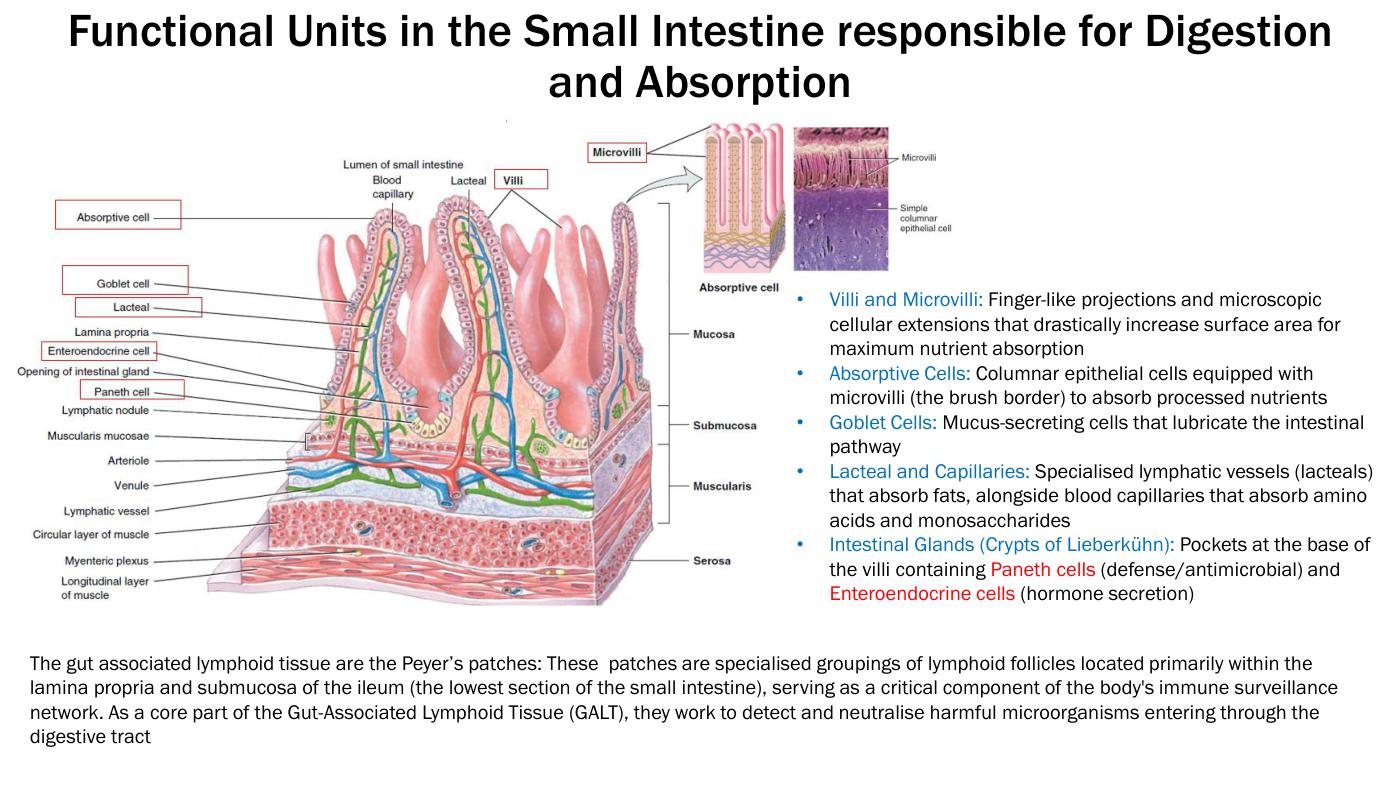 Functional Units in the Small Intestine responsible for Digestion
and Absorption
Microvilli
Lumen of small intestine
Blood
capillary
Lacteal
Villi
Microvilli
Simple
columnar
epithelial cell
Absorptive cell
Absorptive cell
Goblet cell
Lacteal
Lamina propria
Enteroendocrine cell
Opening of intestinal gland
Paneth cell
Lymphatic nodule
Muscularis mucosae
Arteriole
Venule
Lymphatic vessel
Circular layer of muscle
Myenteric plexus
Longitudinal layer
of muscle
Mucosa
Submucosa
Muscularis
Serosa
• Villi and Microvilli: Finger-like projections and microscopic
cellular extensions that drastically increase surface area for
maximum nutrient absorption
• Absorptive Cells: Columnar epithelial cells equipped with
microvilli (the brush border) to absorb processed nutrients
• Goblet Cells: Mucus-secreting cells that lubricate the intestinal
pathway
• Lacteal and Capillaries: Specialised lymphatic vessels (lacteals)
that absorb fats, alongside blood capillaries that absorb amino
acids and monosaccharides
• Intestinal Glands (Crypts of Lieberkühn): Pockets at the base of
the villi containing Paneth cells (defense/antimicrobial) and
Enteroendocrine cells (hormone secretion)
The gut associated lymphoid tissue are the Peyer's patches: These  patches are specialised groupings of lymphoid follicles located primarily within the
lamina propria and submucosa of the ileum (the lowest section of the small intestine), serving as a critical component of the body's immune surveillance
network. As a core part of the Gut-Associated Lymphoid Tissue (GALT), they work to detect and neutralise harmful microorganisms entering through the
digestive tract